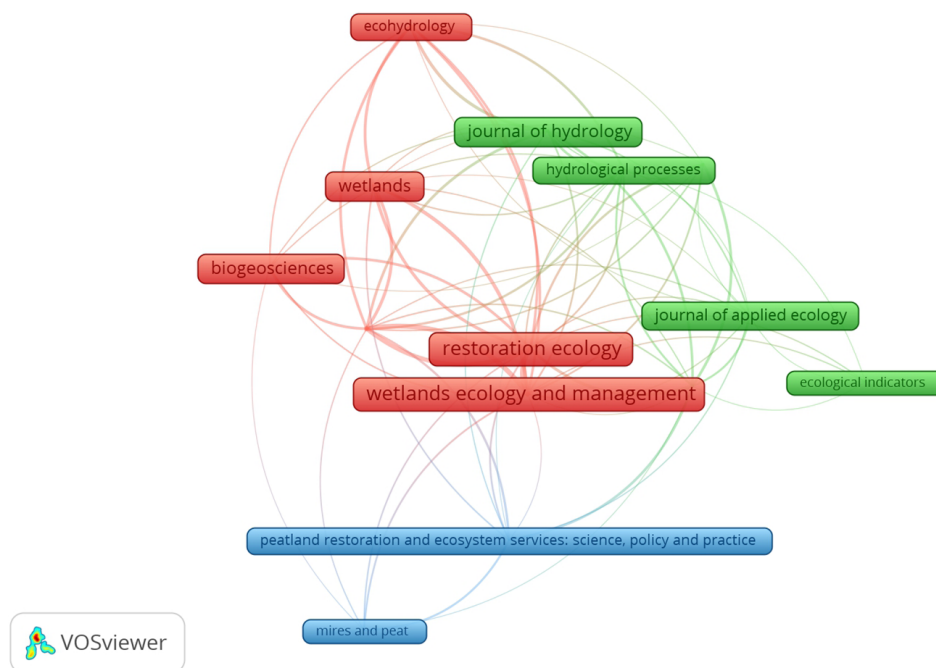 ecohydrology
journal of hydrology
hydrological processes
wetlands
biogeosciences
journal of applied ecology
restoration ecology
ecological indicators
wetlands ecology and management
peatland restoration and ecosystem services: science, policy and practice
mires and peat
VOSviewer